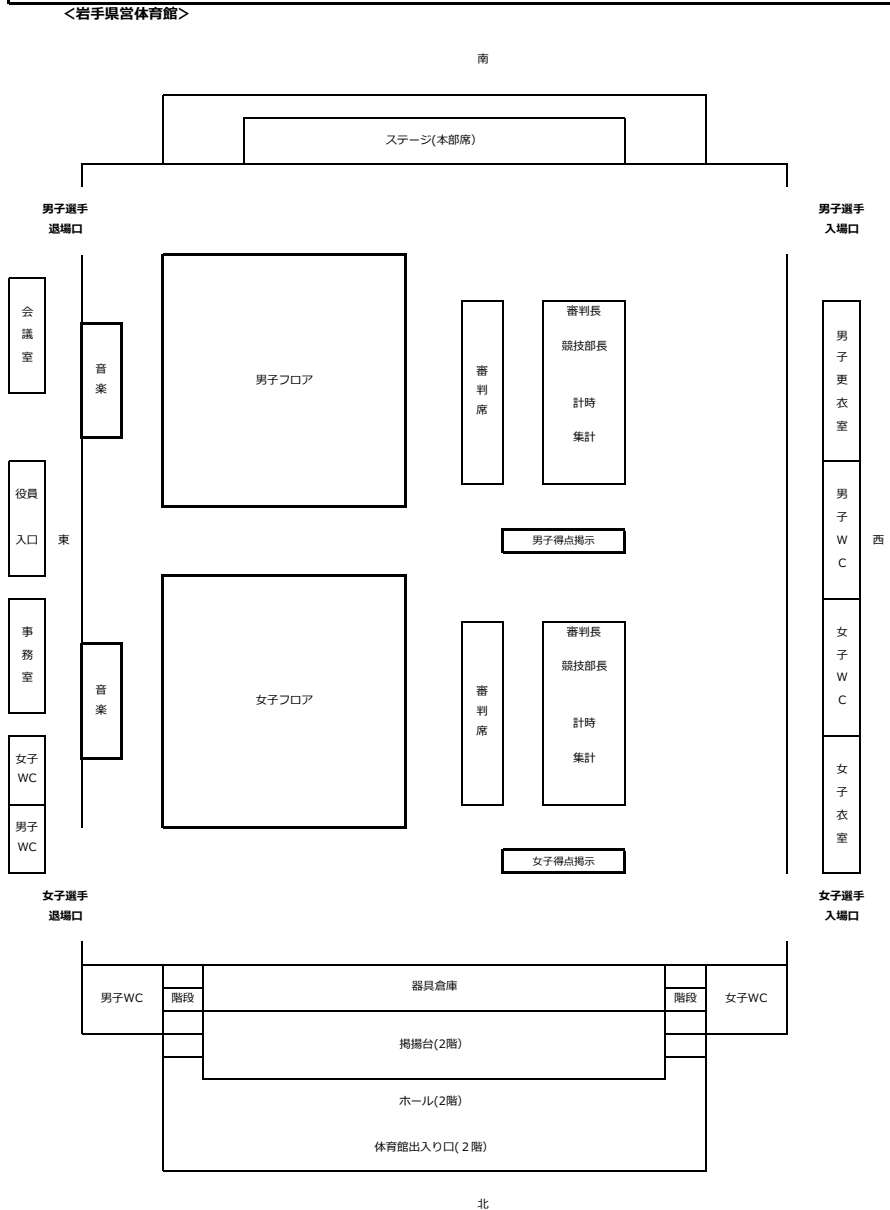 ＜岩手県営体育館＞
南
ステージ(本部席)
男子選手
退場口
男子選手
入場口
会議室
音楽
男子フロア
審判席
審判長
競技部長
計時
集計
男子更衣室
役員
入口
東
男子得点掲示
男子WC
西
事務室
音楽
女子フロア
審判席
審判長
競技部長
計時
集計
女子WC
女子
WC
男子
WC
女子衣室
女子得点掲示
女子選手
退場口
女子選手
入場口
男子WC
階段
器具倉庫
階段
女子WC
掲揚台(2階)
ホール(2階)
体育館出入り口(２階)
北